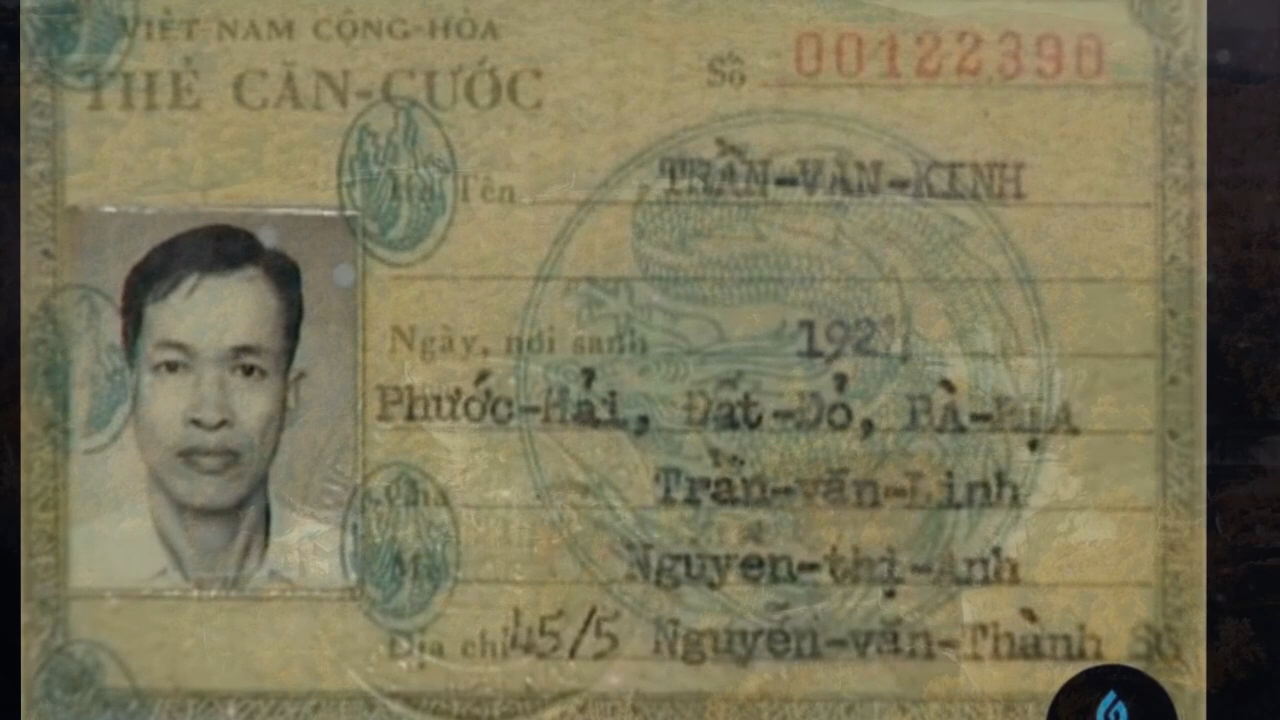 VIỆT-NAM CỘNG-HÒA
THẺ CĂN-CƯỚC
Số 00122390
Họ Tên TRẦN-VĂN-KINH
Ngày, nơi sanh
Phước-Hải, Đất-Đỏ, BÀ-RỊA
Cha Trần-văn-Linh
Mẹ Nguyễn-thị-Anh
Địa chỉ 45/5 Nguyễn-văn-Thành